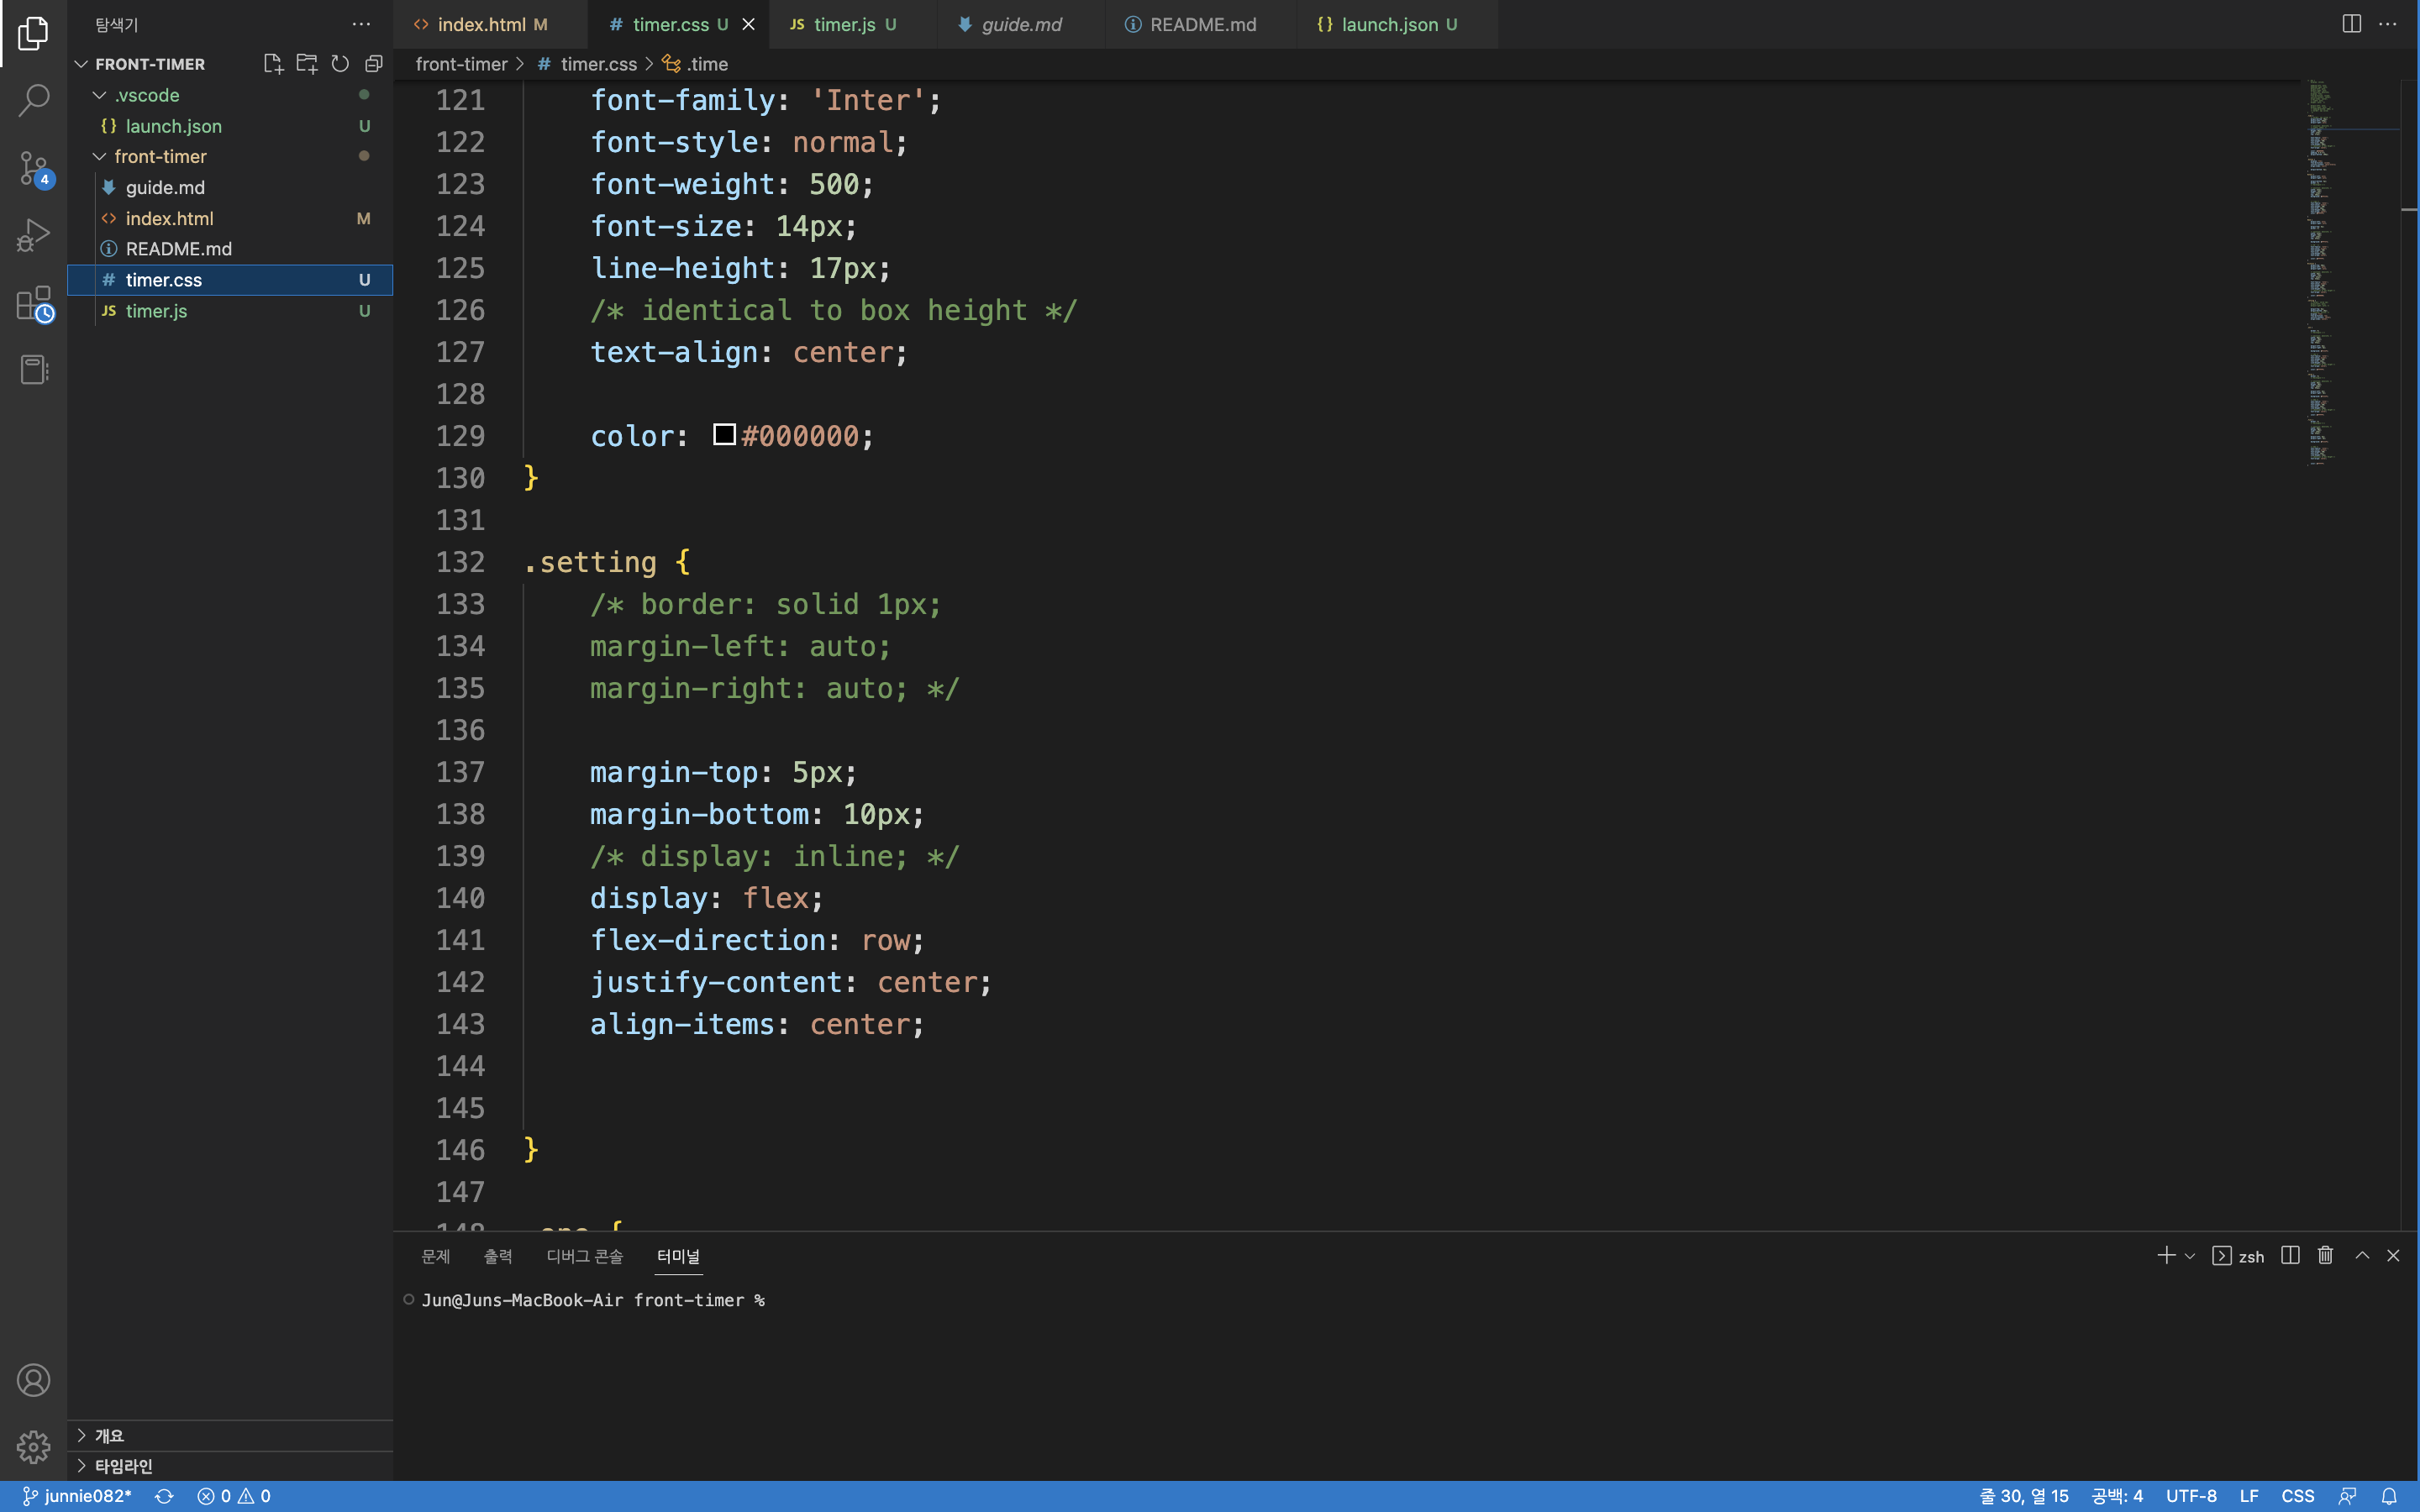 탐색기
index.html M
timer.css U
timer.js U
guide.md
README.md
launch.json U
FRONT-TIMER
.vscode
launch.json U
front-timer
guide.md
index.html M
README.md
timer.css U
timer.js U
4
front-timer > # timer.css > .time
121 font-family: 'Inter';
122 font-style: normal;
123 font-weight: 500;
124 font-size: 14px;
125 line-height: 17px;
126 /* identical to box height */
127 text-align: center;
128
129 color: #000000;
130 }
131
132 .setting {
133 /* border: solid 1px;
134 margin-left: auto;
135 margin-right: auto; */
136
137 margin-top: 5px;
138 margin-bottom: 10px;
139 /* display: inline; */
140 display: flex;
141 flex-direction: row;
142 justify-content: center;
143 align-items: center;
144
145
146 }
147
문제 출력 디버그 콘솔 터미널
zsh
Jun@Juns-MacBook-Air front-timer %
개요
타임라인
junnie082* 0 0
줄 30, 열 15 공백: 4 UTF-8 LF CSS